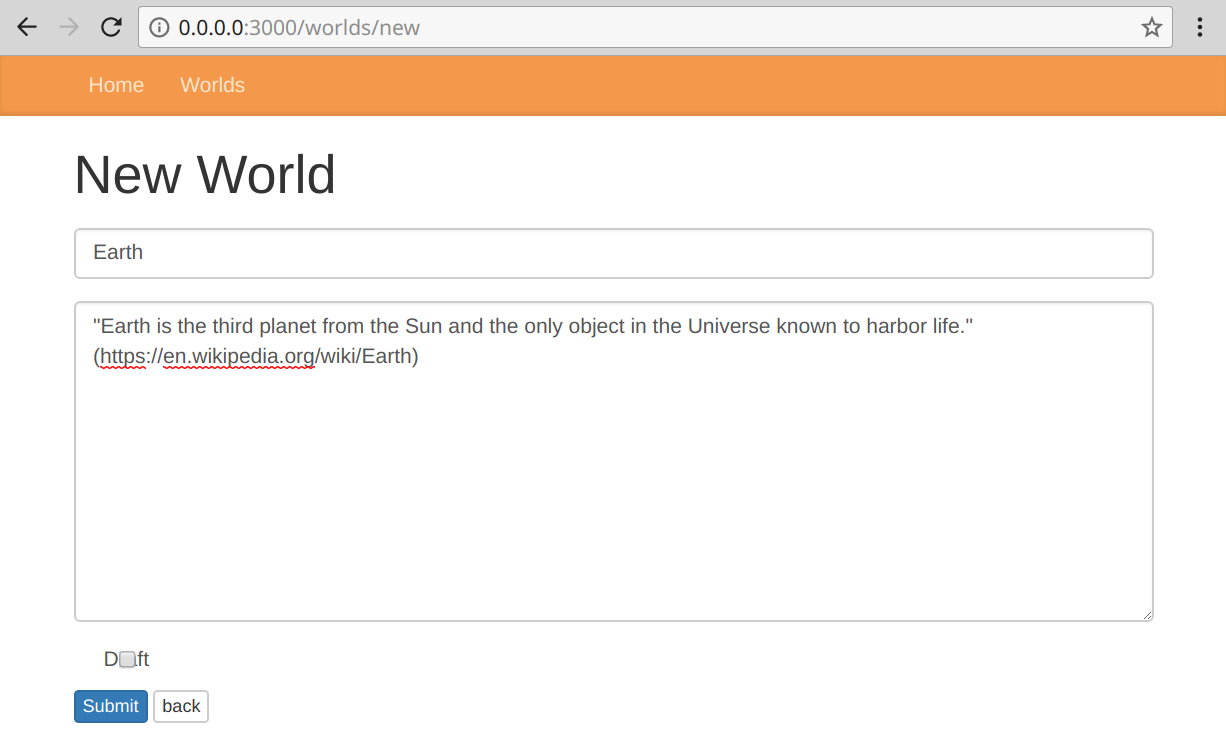 0.0.0.0:3000/worlds/new
Home Worlds
New World
Earth
"Earth is the third planet from the Sun and the only object in the Universe known to harbor life."
(https://en.wikipedia.org/wiki/Earth)
Submit back